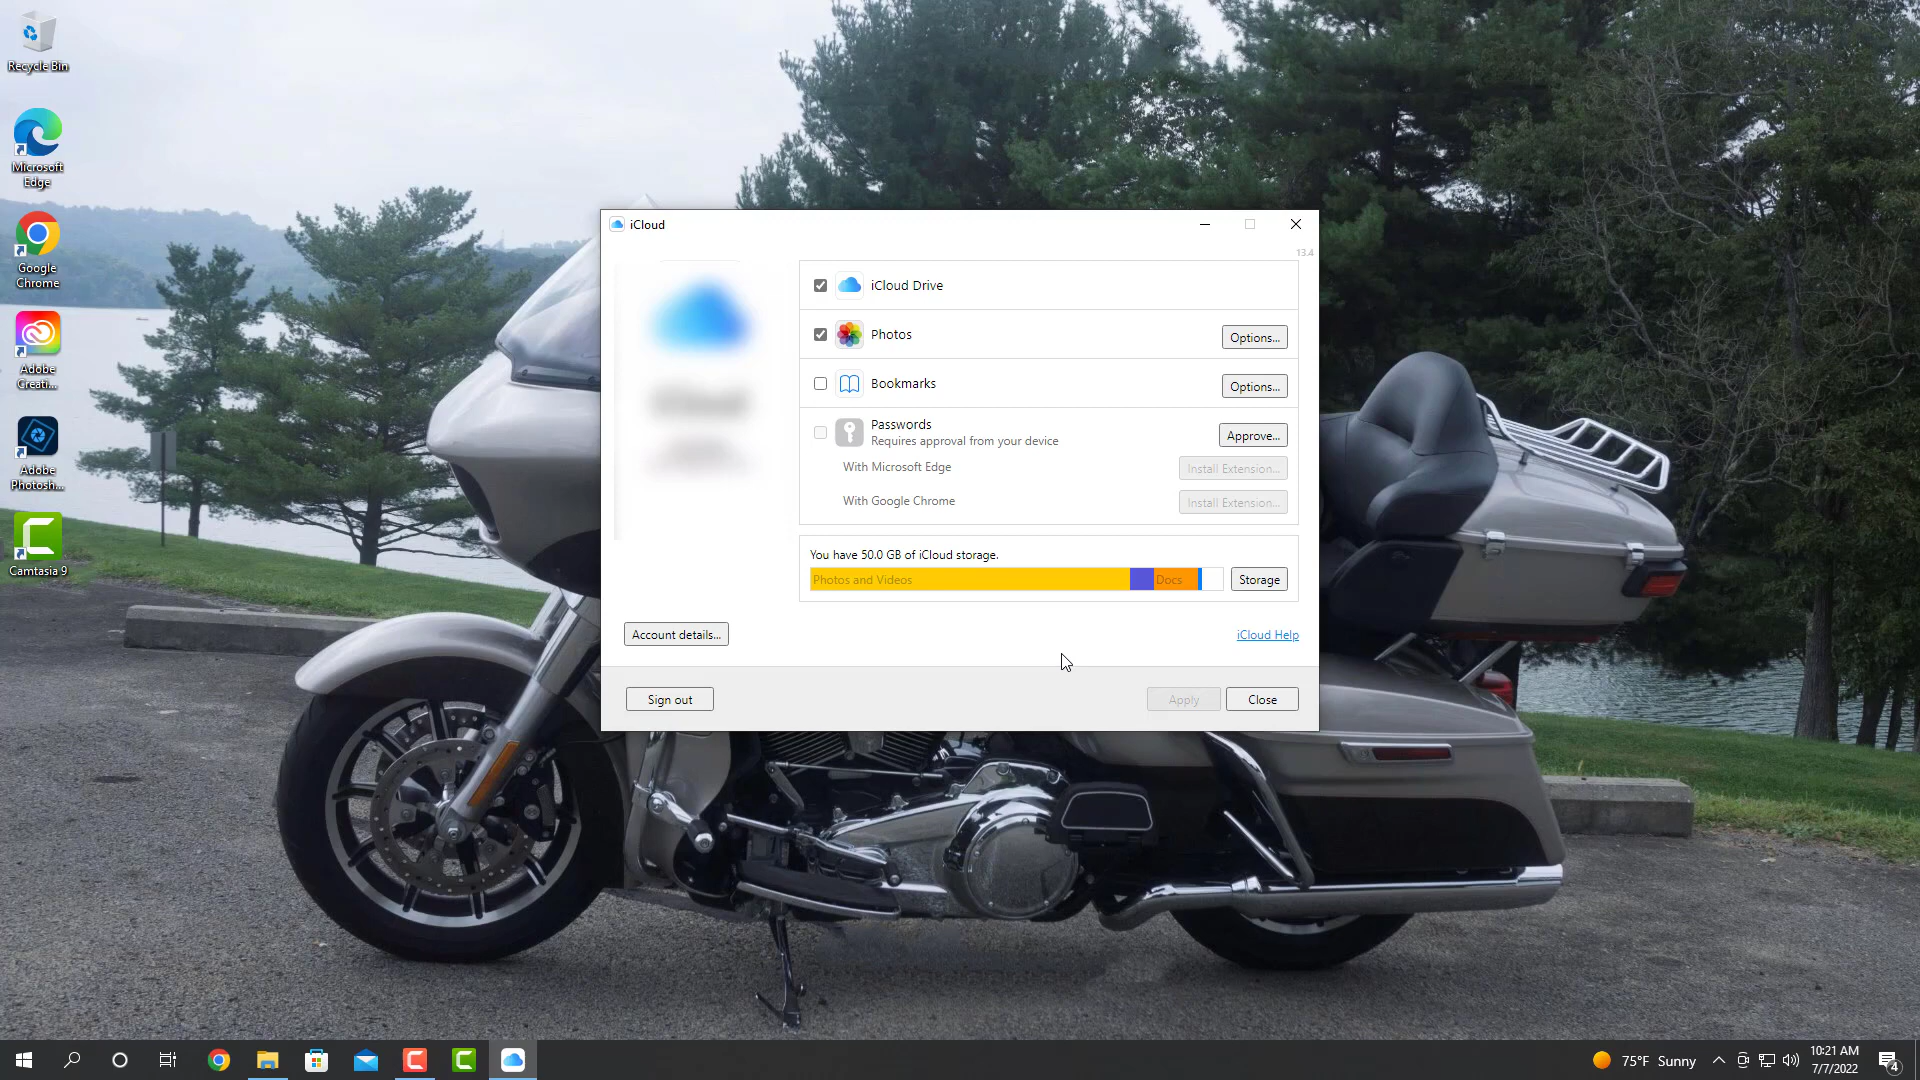 Recycle Bin
Microsoft
Edge
Google
Chrome
Adobe
Creati...
Adobe
Photosh...
Camtasia 9
iCloud
13.4
iCloud Drive
Photos
Options...
Bookmarks
Options...
Passwords
Requires approval from your device
Approve...
With Microsoft Edge
Install Extension...
With Google Chrome
Install Extension...
You have 50.0 GB of iCloud storage.
Photos and Videos
Docs
Storage
Account details...
iCloud Help
Sign out
Apply
Close
75°F Sunny
10:21 AM
7/7/2022
4